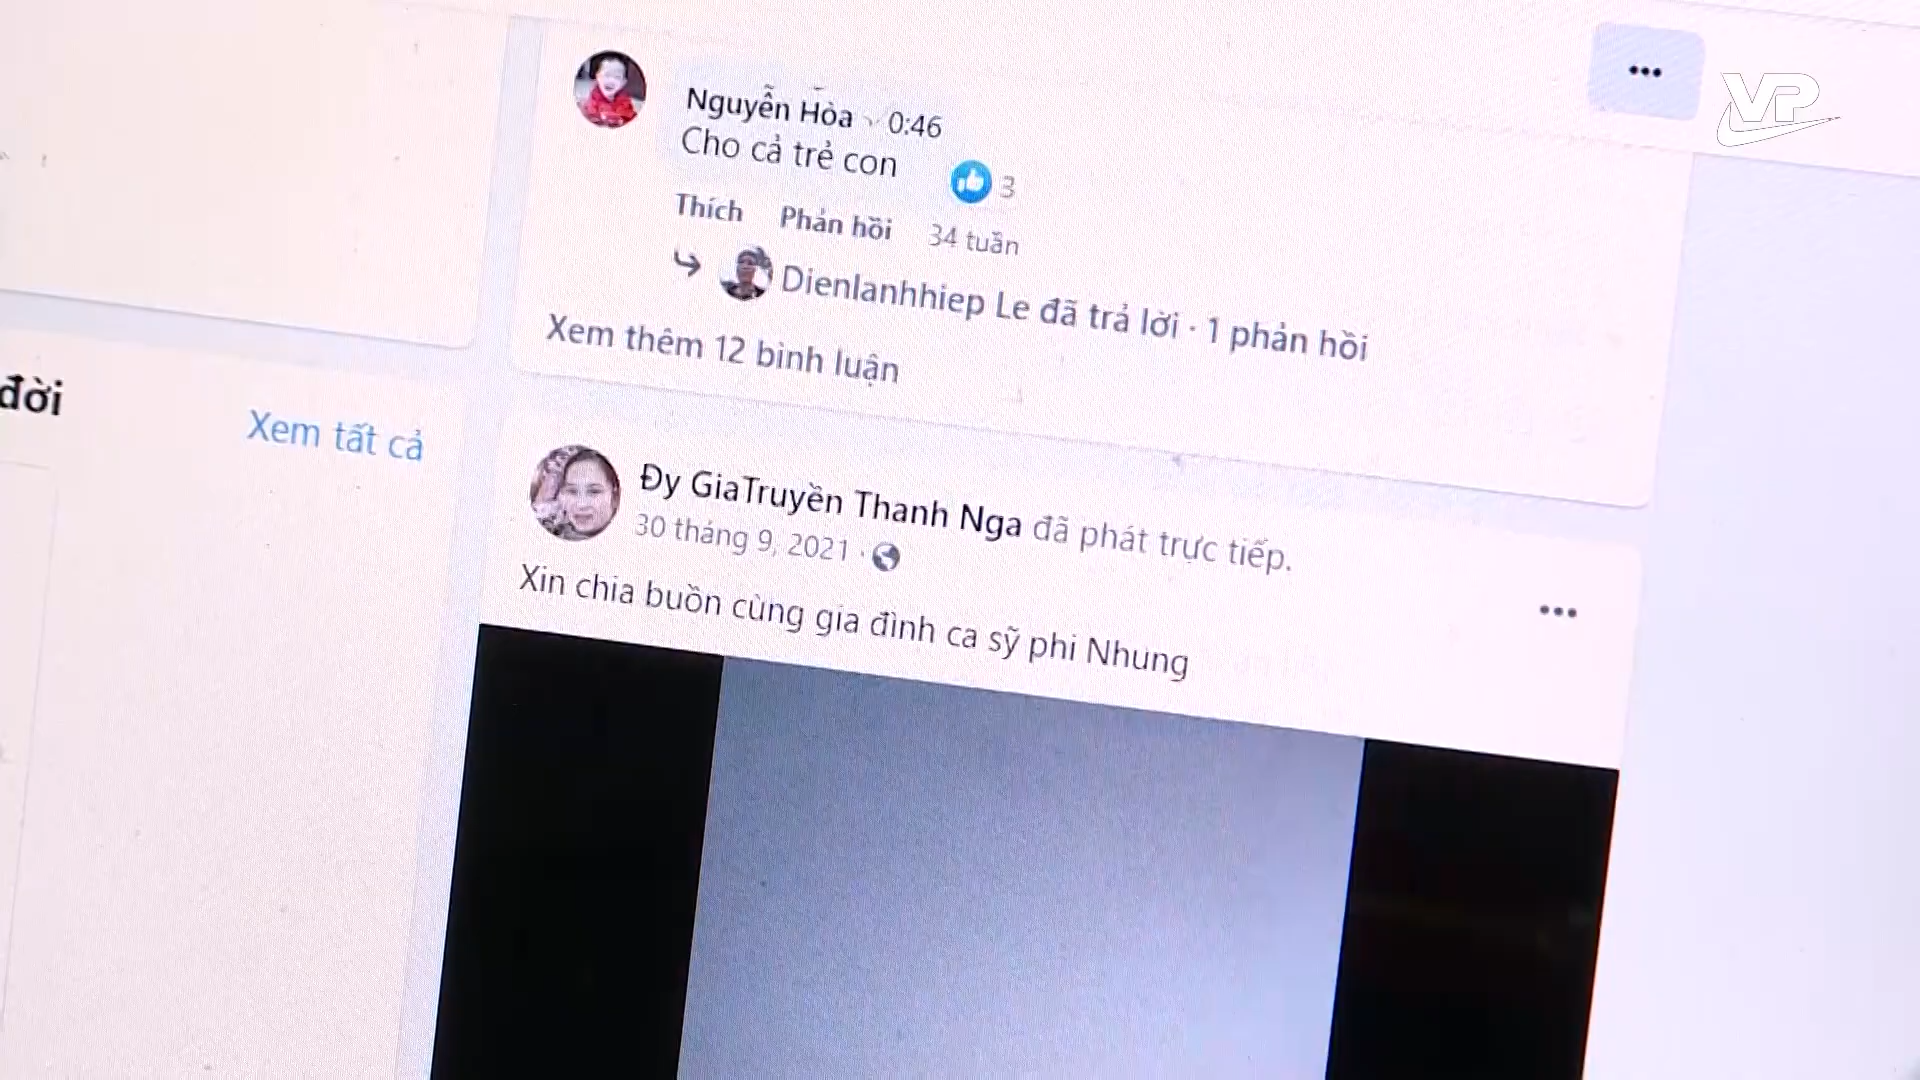 VP
Nguyễn Hòa 0:46
Cho cả trẻ con
3
Thích Phản hồi 34 tuần
Dienlanhhiep Le đã trả lời · 1 phản hồi
Xem thêm 12 bình luận
đời
Xem tất cả
Đy GiaTruyền Thanh Nga đã phát trực tiếp.
30 tháng 9, 2021 ·
Xin chia buồn cùng gia đình ca sỹ phi Nhung